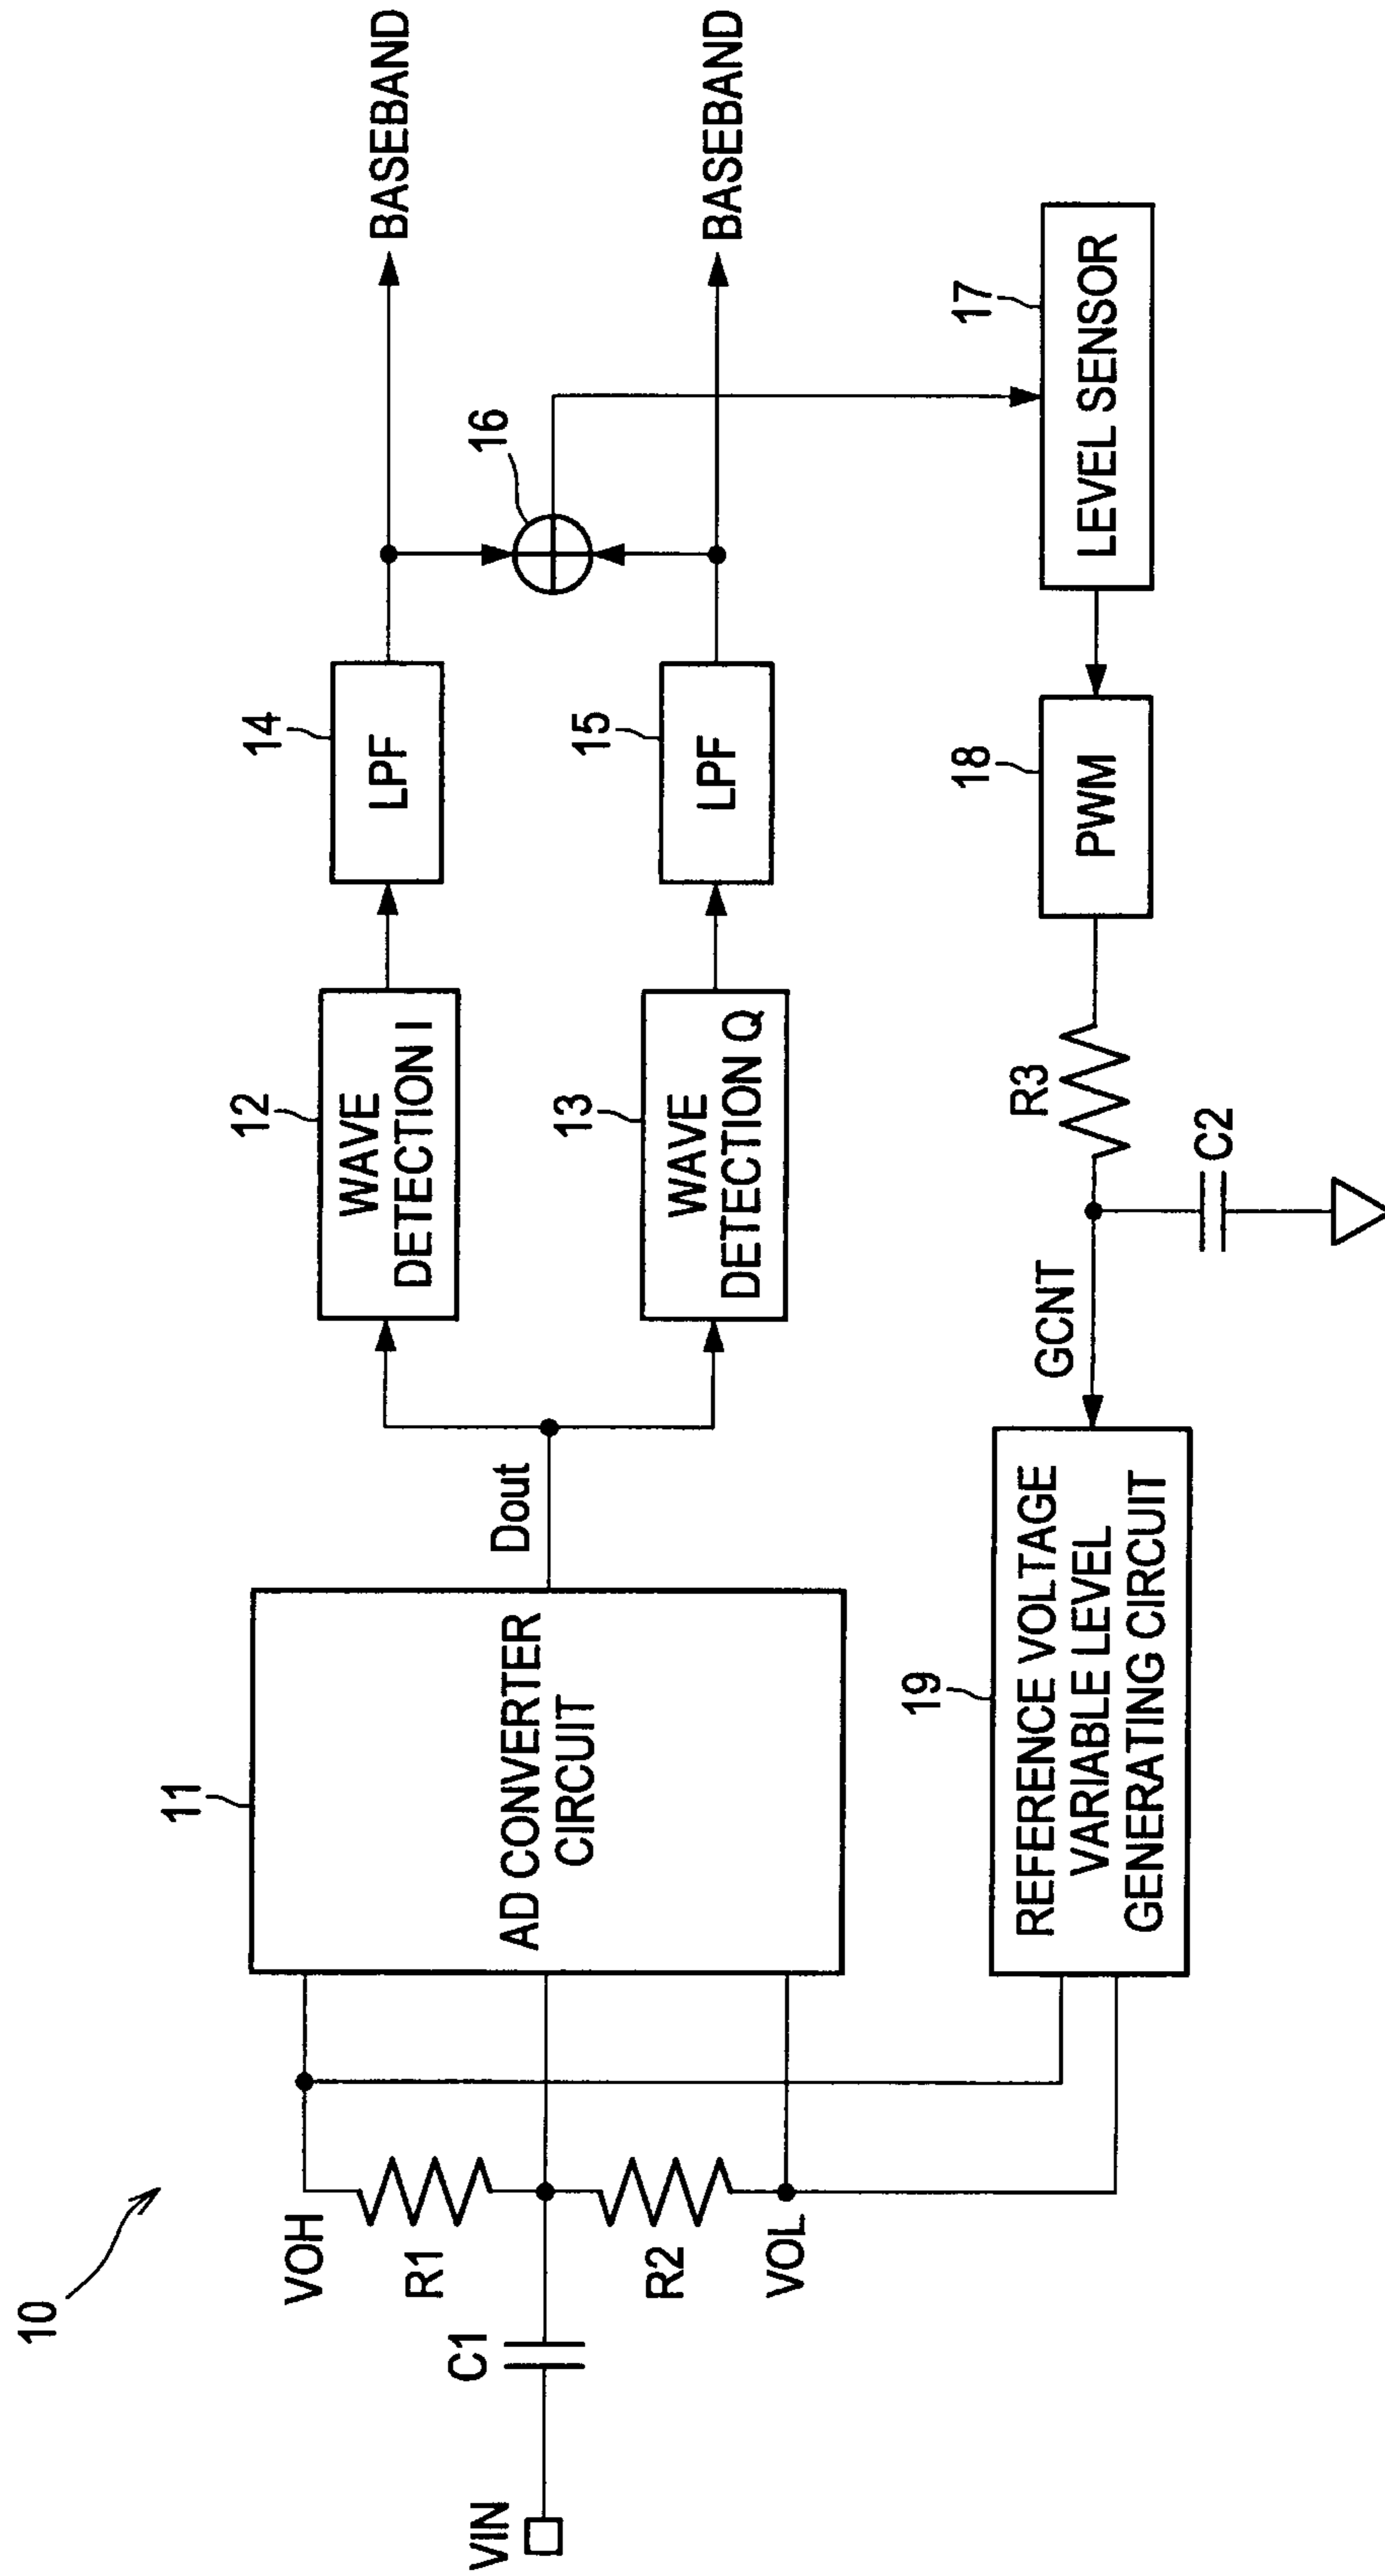 10
VIN
C1
VOH
R1
R2
VOL
11
AD CONVERTER
CIRCUIT
Dout
12
WAVE
DETECTION I
13
WAVE
DETECTION Q
14
LPF
15
LPF
16
BASEBAND
BASEBAND
17
LEVEL SENSOR
18
PWM
R3
C2
GCNT
19
REFERENCE VOLTAGE
VARIABLE LEVEL
GENERATING CIRCUIT